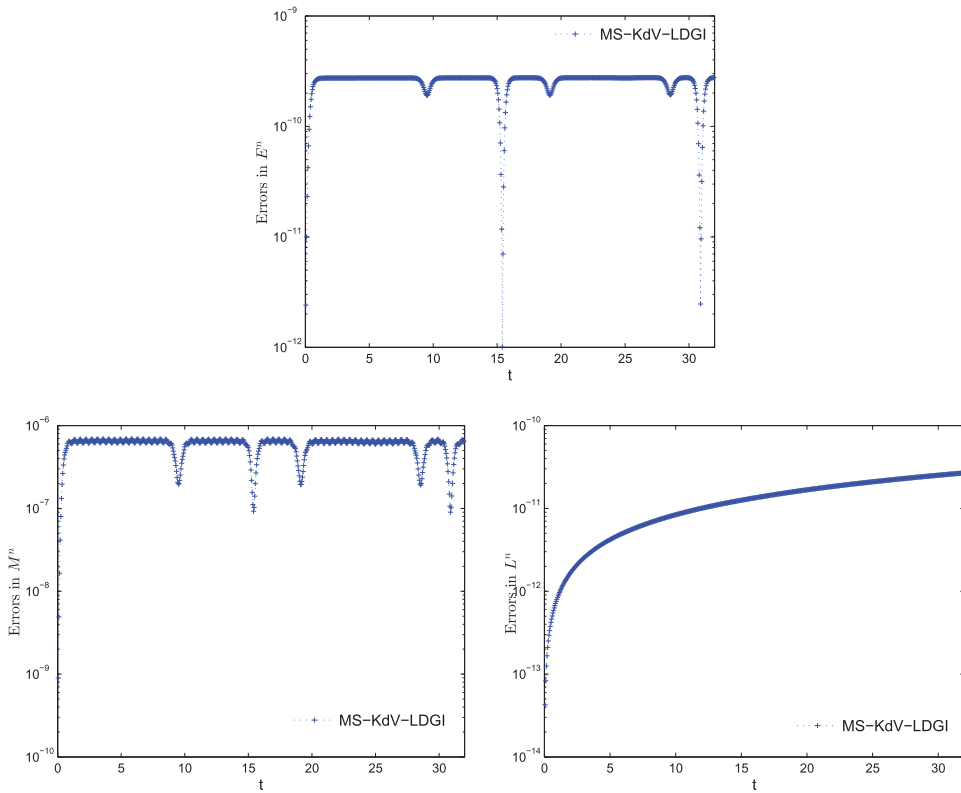 10^-9
10^-10
10^-11
10^-12
Errors in E^n
MS-KdV-LDGI
0 5 10 15 20 25 30
t
10^-6
10^-7
10^-8
10^-9
10^-10
Errors in M^n
MS-KdV-LDGI
0 5 10 15 20 25 30
t
10^-10
10^-11
10^-12
10^-13
10^-14
Errors in L^n
MS-KdV-LDGI
0 5 10 15 20 25 30
t